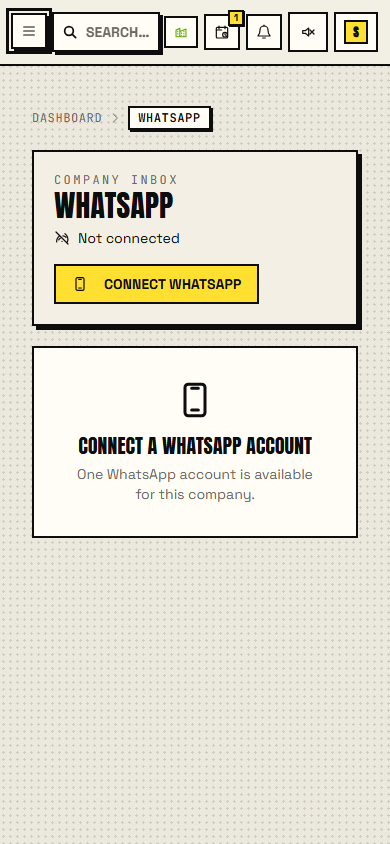 SEARCH...
1
$
DASHBOARD
WHATSAPP
COMPANY INBOX
WHATSAPP
Not connected
CONNECT WHATSAPP
CONNECT A WHATSAPP ACCOUNT
One WhatsApp account is available
for this company.